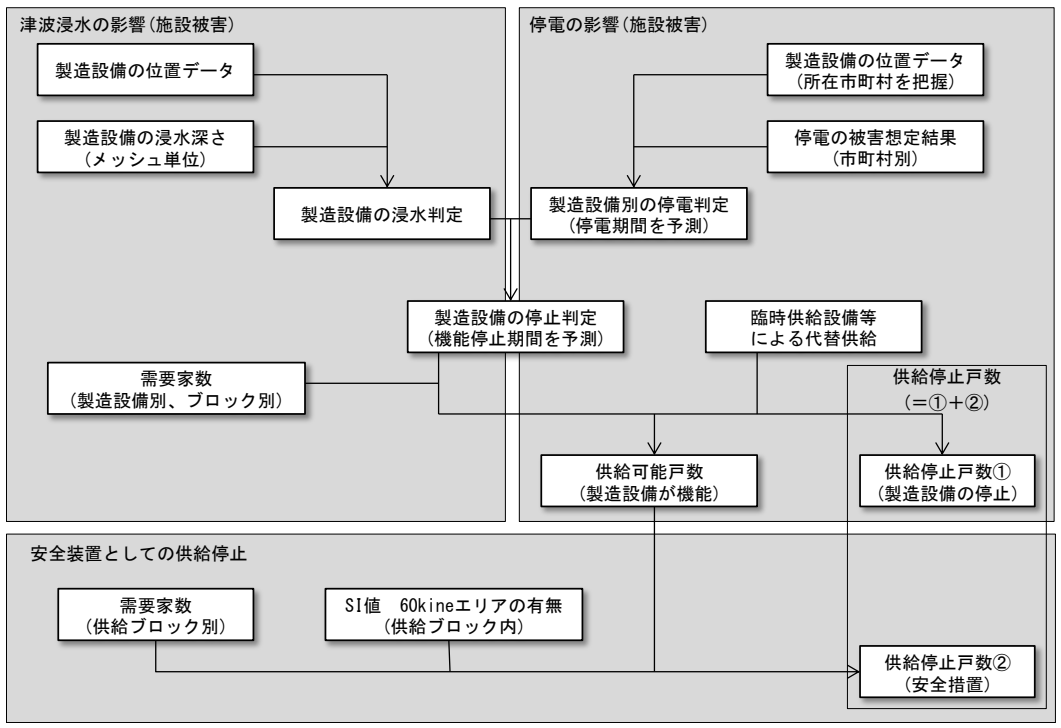 津波浸水の影響(施設被害)
製造設備の位置データ
製造設備の浸水深さ
(メッシュ単位)
製造設備の浸水判定
停電の影響(施設被害)
製造設備の位置データ
(所在市町村を把握)
停電の被害想定結果
(市町村別)
製造設備別の停電判定
(停電期間を予測)
製造設備の停止判定
(機能停止期間を予測)
臨時供給設備等
による代替供給
需要家数
(製造設備別、ブロック別)
供給停止戸数
(=①+②)
供給可能戸数
(製造設備が機能)
供給停止戸数①
(製造設備の停止)
安全装置としての供給停止
需要家数
(供給ブロック別)
SI値　60kineエリアの有無
(供給ブロック内)
供給停止戸数②
(安全措置)